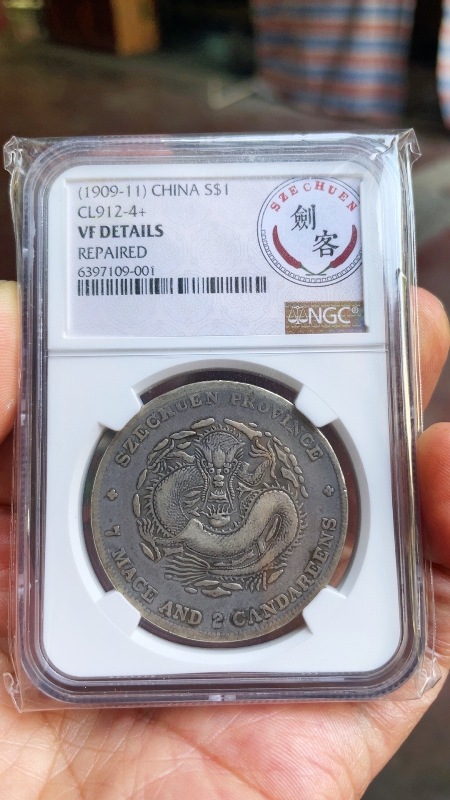 (1909-11) CHINA S$1
CL912-4+
VF DETAILS
REPAIRED
6397109-001
SZECHUEN
劍
客
NGC®
SZECHUEN PROVINCE
7 MACE AND 2 CANDAREENS